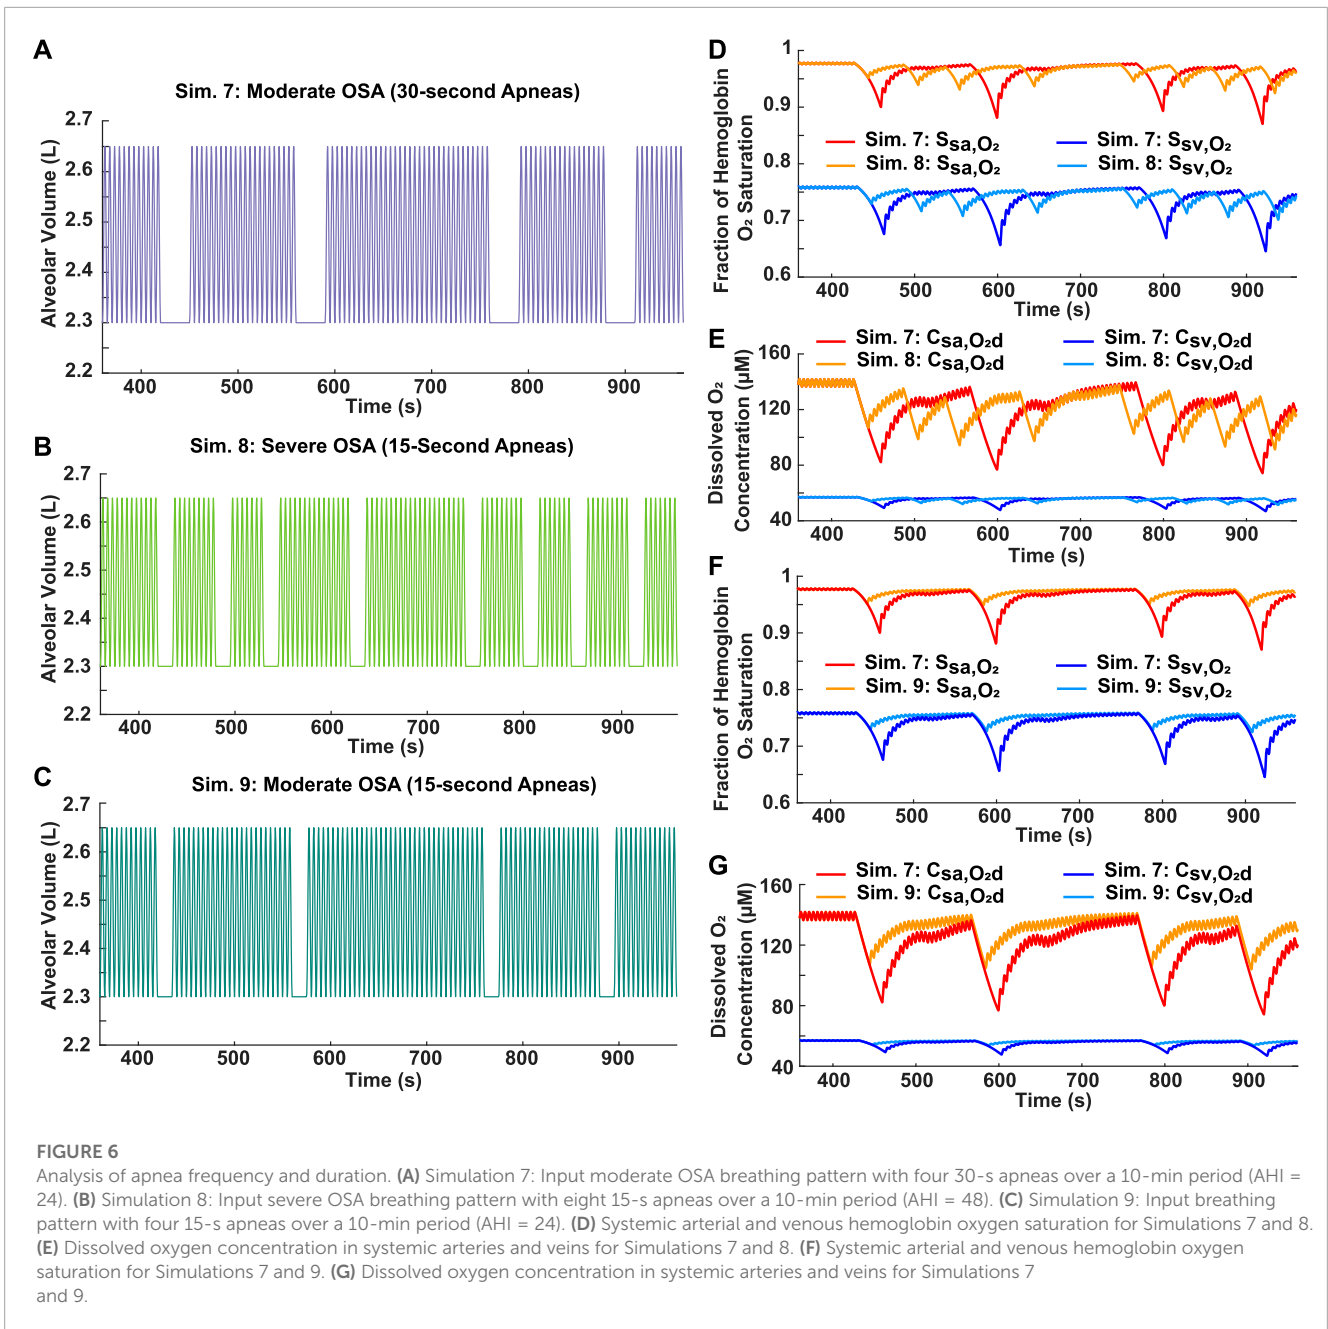 A
Sim. 7: Moderate OSA (30-second Apneas)
2.7
2.6
2.5
2.4
2.3
2.2
Alveolar Volume (L)
400 500 600 700 800 900
Time (s)
B
Sim. 8: Severe OSA (15-Second Apneas)
2.7
2.6
2.5
2.4
2.3
2.2
Alveolar Volume (L)
400 500 600 700 800 900
Time (s)
C
Sim. 9: Moderate OSA (15-second Apneas)
2.7
2.6
2.5
2.4
2.3
2.2
Alveolar Volume (L)
400 500 600 700 800 900
Time (s)
D
1
0.9
0.8
0.7
0.6
Fraction of Hemoglobin
O₂ Saturation
Sim. 7: Ssa,O₂ Sim. 7: Ssv,O₂
Sim. 8: Ssa,O₂ Sim. 8: Ssv,O₂
400 500 600 700 800 900
Time (s)
E
Sim. 7: Csa,O₂d Sim. 7: Csv,O₂d
Sim. 8: Csa,O₂d Sim. 8: Csv,O₂d
160
120
80
40
Dissolved O₂
Concentration (µM)
400 500 600 700 800 900
Time (s)
F
1
0.9
0.8
0.7
0.6
Fraction of Hemoglobin
O₂ Saturation
Sim. 7: Ssa,O₂ Sim. 7: Ssv,O₂
Sim. 9: Ssa,O₂ Sim. 9: Ssv,O₂
400 500 600 700 800 900
Time (s)
G
Sim. 7: Csa,O₂d Sim. 7: Csv,O₂d
Sim. 9: Csa,O₂d Sim. 9: Csv,O₂d
160
120
80
40
Dissolved O₂
Concentration (µM)
400 500 600 700 800 900
Time (s)
FIGURE 6
Analysis of apnea frequency and duration. (A) Simulation 7: Input moderate OSA breathing pattern with four 30-s apneas over a 10-min period (AHI =
24). (B) Simulation 8: Input severe OSA breathing pattern with eight 15-s apneas over a 10-min period (AHI = 48). (C) Simulation 9: Input breathing
pattern with four 15-s apneas over a 10-min period (AHI = 24). (D) Systemic arterial and venous hemoglobin oxygen saturation for Simulations 7 and 8.
(E) Dissolved oxygen concentration in systemic arteries and veins for Simulations 7 and 8. (F) Systemic arterial and venous hemoglobin oxygen
saturation for Simulations 7 and 9. (G) Dissolved oxygen concentration in systemic arteries and veins for Simulations 7
and 9.